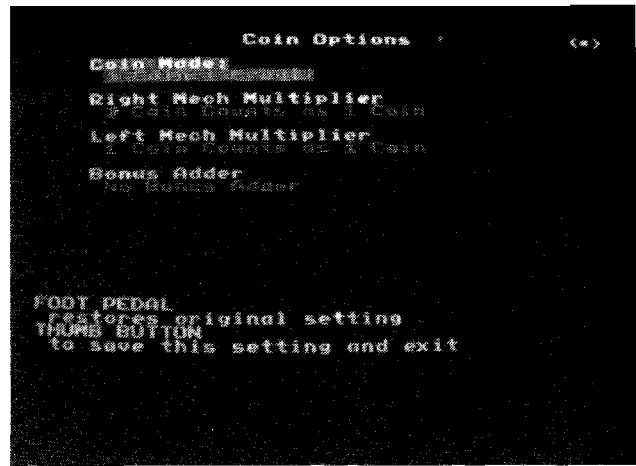 Coin Options <*>
Coin Mode:
Right Mech Multiplier
1 Coin Counts as 1 Coin
Left Mech Multiplier
1 Coin Counts as 1 Coin
Bonus Adder
No Bonus Adder
FOOT PEDAL
restores original setting
THUMB BUTTON
to save this setting and exit